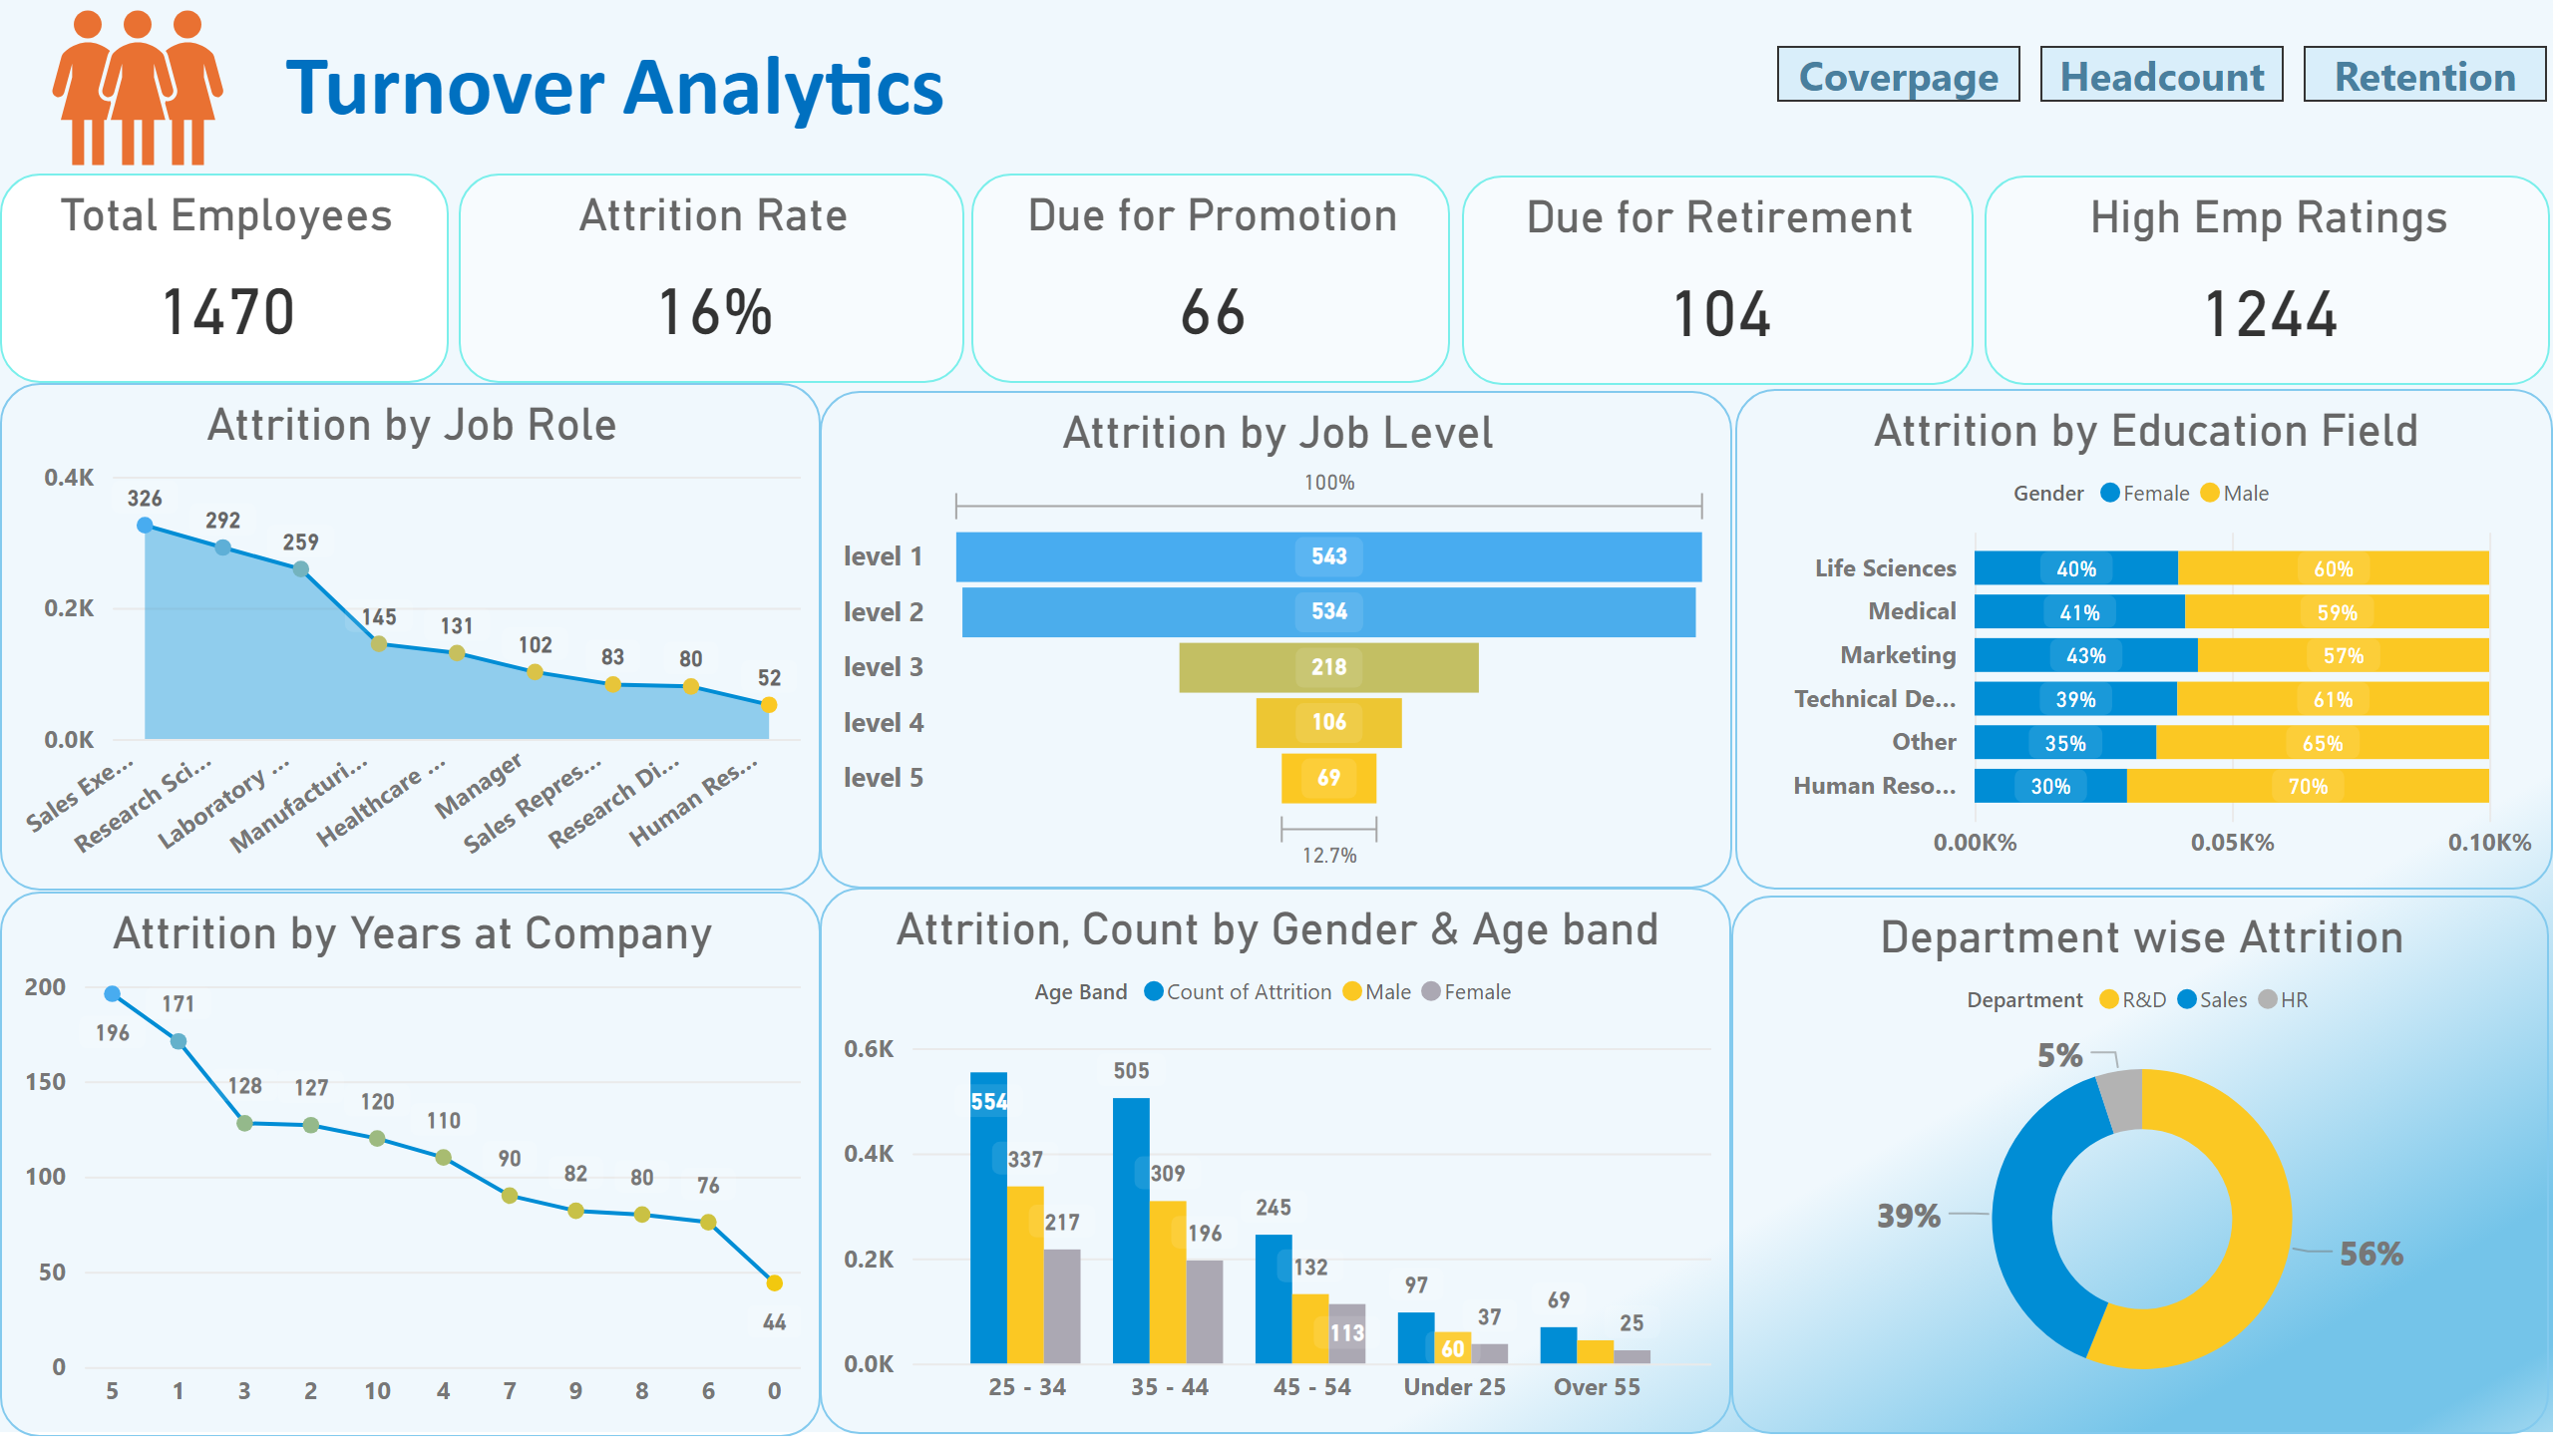 Turnover Analytics
Coverpage
Headcount
Retention
Total Employees
1470
Attrition Rate
16%
Due for Promotion
66
Due for Retirement
104
High Emp Ratings
1244
Attrition by Job Role
0.4K
0.2K
0.0K
326
292
259
145
131
102
83
80
52
Sales Exe...
Research Sci...
Laboratory ...
Manufacturi...
Healthcare ...
Manager
Sales Repres...
Research Di...
Human Res...
Attrition by Job Level
100%
level 1 543
level 2 534
level 3 218
level 4 106
level 5 69
12.7%
Attrition by Education Field
Gender Female Male
Life Sciences 40% 60%
Medical 41% 59%
Marketing 43% 57%
Technical De... 39% 61%
Other 35% 65%
Human Reso... 30% 70%
0.00K% 0.05K% 0.10K%
Attrition by Years at Company
200
150
100
50
0
196
171
128
127
120
110
90
82
80
76
44
5 1 3 2 10 4 7 9 8 6 0
Attrition, Count by Gender & Age band
Age Band Count of Attrition Male Female
0.6K
0.4K
0.2K
0.0K
554
337
217
505
309
196
245
132
113
97
60
37
69
25
25 - 34 35 - 44 45 - 54 Under 25 Over 55
Department wise Attrition
Department R&D Sales HR
5%
39%
56%